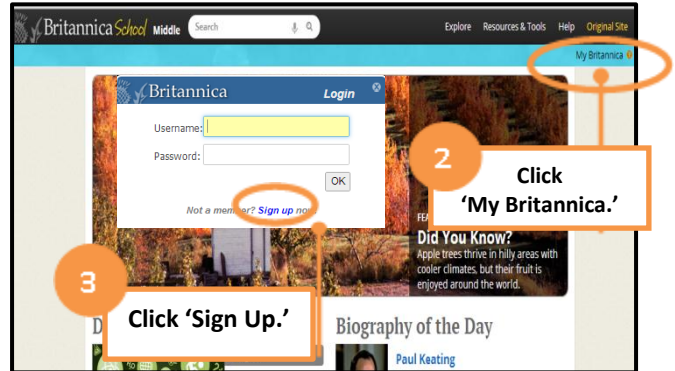 Britannica School Middle Search Explore Resources & Tools Help Original Site
My Britannica
Britannica Login
Username:
Password:
OK
Not a member? Sign up now
2
Click
'My Britannica.'
Did You Know?
Apple trees thrive in hilly areas with
cooler climates, but their fruit is
enjoyed around the world.
3
Click 'Sign Up.'
Biography of the Day
Paul Keating